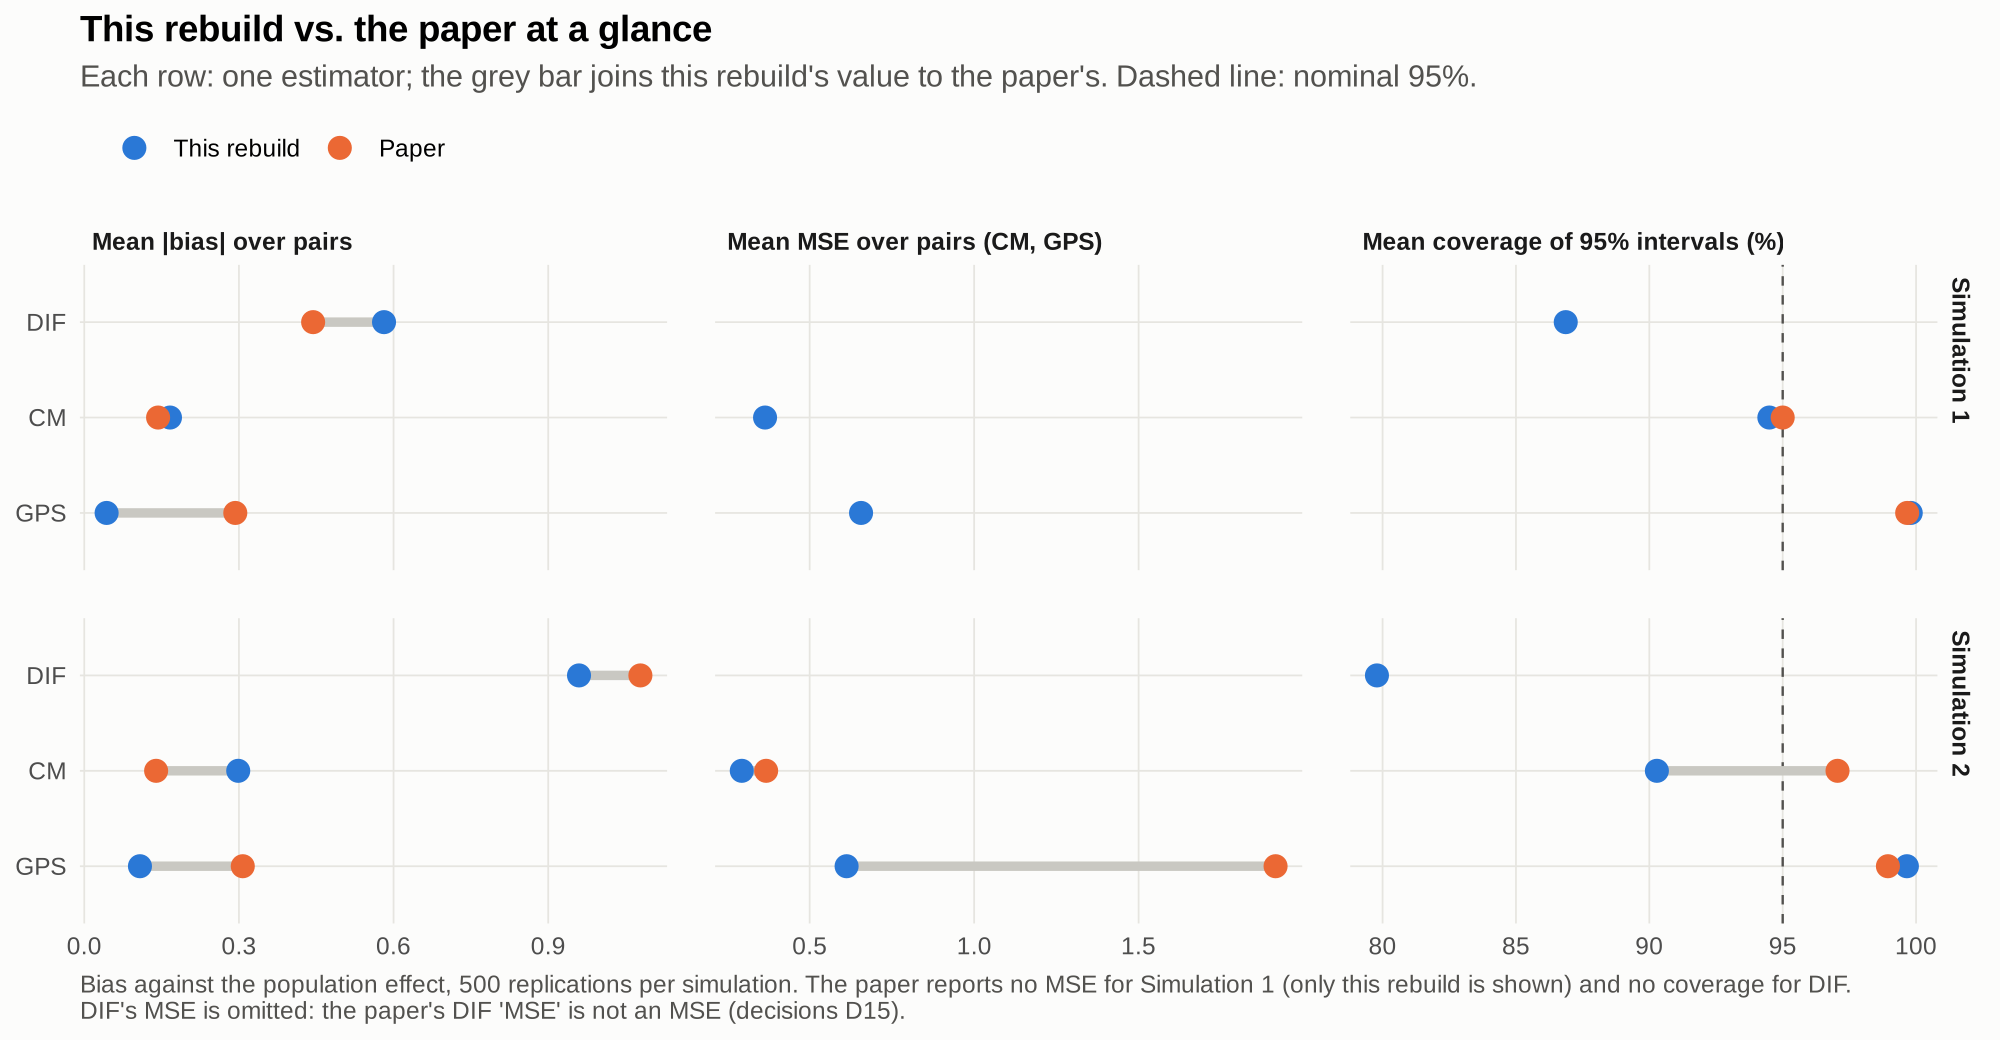 This rebuild vs. the paper at a glance
Each row: one estimator; the grey bar joins this rebuild's value to the paper's. Dashed line: nominal 95%.
This rebuild
Paper
Mean |bias| over pairs
Mean MSE over pairs (CM, GPS)
Mean coverage of 95% intervals (%)
DIF
CM
GPS
Simulation 1
DIF
CM
GPS
Simulation 2
0.0 0.3 0.6 0.9
0.5 1.0 1.5
80 85 90 95 100
Bias against the population effect, 500 replications per simulation. The paper reports no MSE for Simulation 1 (only this rebuild is shown) and no coverage for DIF.
DIF's MSE is omitted: the paper's DIF 'MSE' is not an MSE (decisions D15).